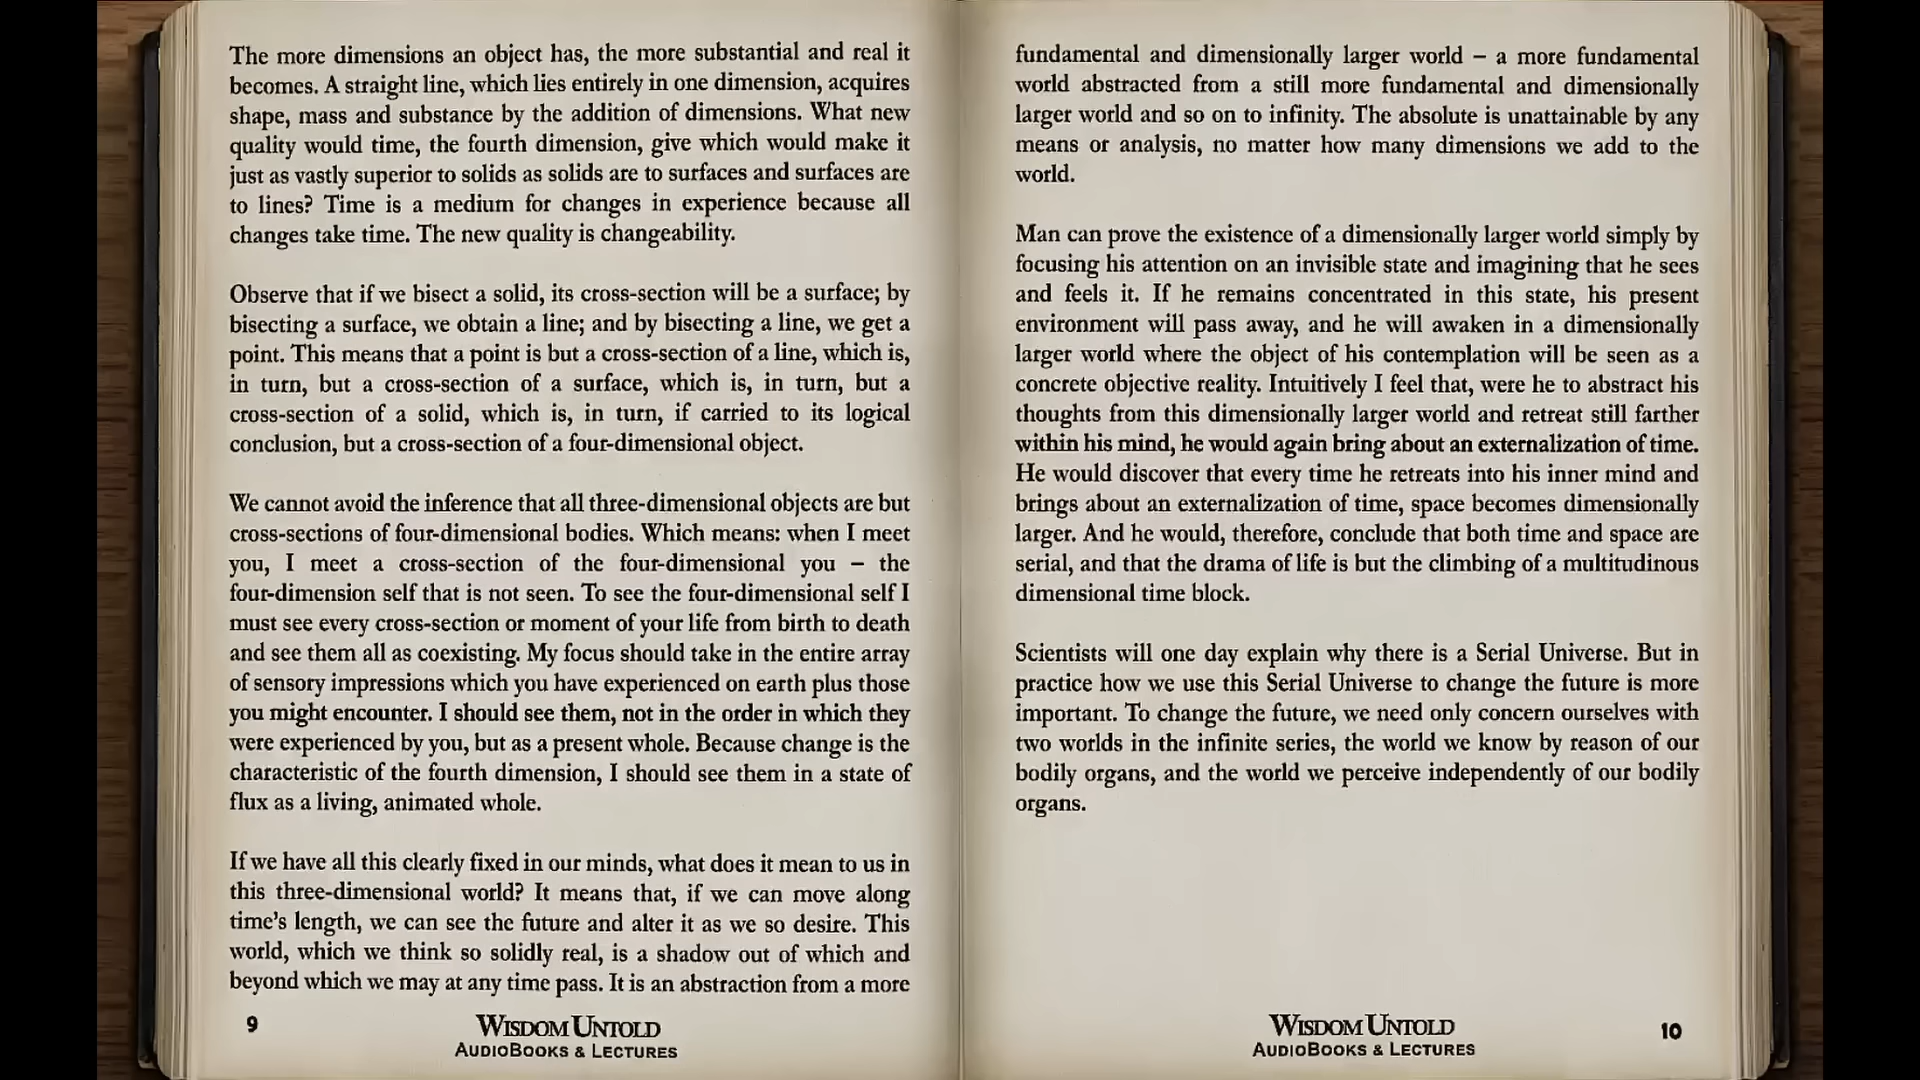 The more dimensions an object has, the more substantial and real it
becomes. A straight line, which lies entirely in one dimension, acquires
shape, mass and substance by the addition of dimensions. What new
quality would time, the fourth dimension, give which would make it
just as vastly superior to solids as solids are to surfaces and surfaces are
to lines? Time is a medium for changes in experience because all
changes take time. The new quality is changeability.
Observe that if we bisect a solid, its cross-section will be a surface; by
bisecting a surface, we obtain a line; and by bisecting a line, we get a
point. This means that a point is but a cross-section of a line, which is,
in turn, but a cross-section of a surface, which is, in turn, but a
cross-section of a solid, which is, in turn, if carried to its logical
conclusion, but a cross-section of a four-dimensional object.
We cannot avoid the inference that all three-dimensional objects are but
cross-sections of four-dimensional bodies. Which means: when I meet
you, I meet a cross-section of the four-dimensional you – the
four-dimension self that is not seen. To see the four-dimensional self I
must see every cross-section or moment of your life from birth to death
and see them all as coexisting. My focus should take in the entire array
of sensory impressions which you have experienced on earth plus those
you might encounter. I should see them, not in the order in which they
were experienced by you, but as a present whole. Because change is the
characteristic of the fourth dimension, I should see them in a state of
flux as a living, animated whole.
If we have all this clearly fixed in our minds, what does it mean to us in
this three-dimensional world? It means that, if we can move along
time's length, we can see the future and alter it as we so desire. This
world, which we think so solidly real, is a shadow out of which and
beyond which we may at any time pass. It is an abstraction from a more
9
WISDOM UNTOLD
AUDIOBOOKS & LECTURES
fundamental and dimensionally larger world – a more fundamental
world abstracted from a still more fundamental and dimensionally
larger world and so on to infinity. The absolute is unattainable by any
means or analysis, no matter how many dimensions we add to the
world.
Man can prove the existence of a dimensionally larger world simply by
focusing his attention on an invisible state and imagining that he sees
and feels it. If he remains concentrated in this state, his present
environment will pass away, and he will awaken in a dimensionally
larger world where the object of his contemplation will be seen as a
concrete objective reality. Intuitively I feel that, were he to abstract his
thoughts from this dimensionally larger world and retreat still farther
within his mind, he would again bring about an externalization of time.
He would discover that every time he retreats into his inner mind and
brings about an externalization of time, space becomes dimensionally
larger. And he would, therefore, conclude that both time and space are
serial, and that the drama of life is but the climbing of a multitudinous
dimensional time block.
Scientists will one day explain why there is a Serial Universe. But in
practice how we use this Serial Universe to change the future is more
important. To change the future, we need only concern ourselves with
two worlds in the infinite series, the world we know by reason of our
bodily organs, and the world we perceive independently of our bodily
organs.
WISDOM UNTOLD
AUDIOBOOKS & LECTURES
10